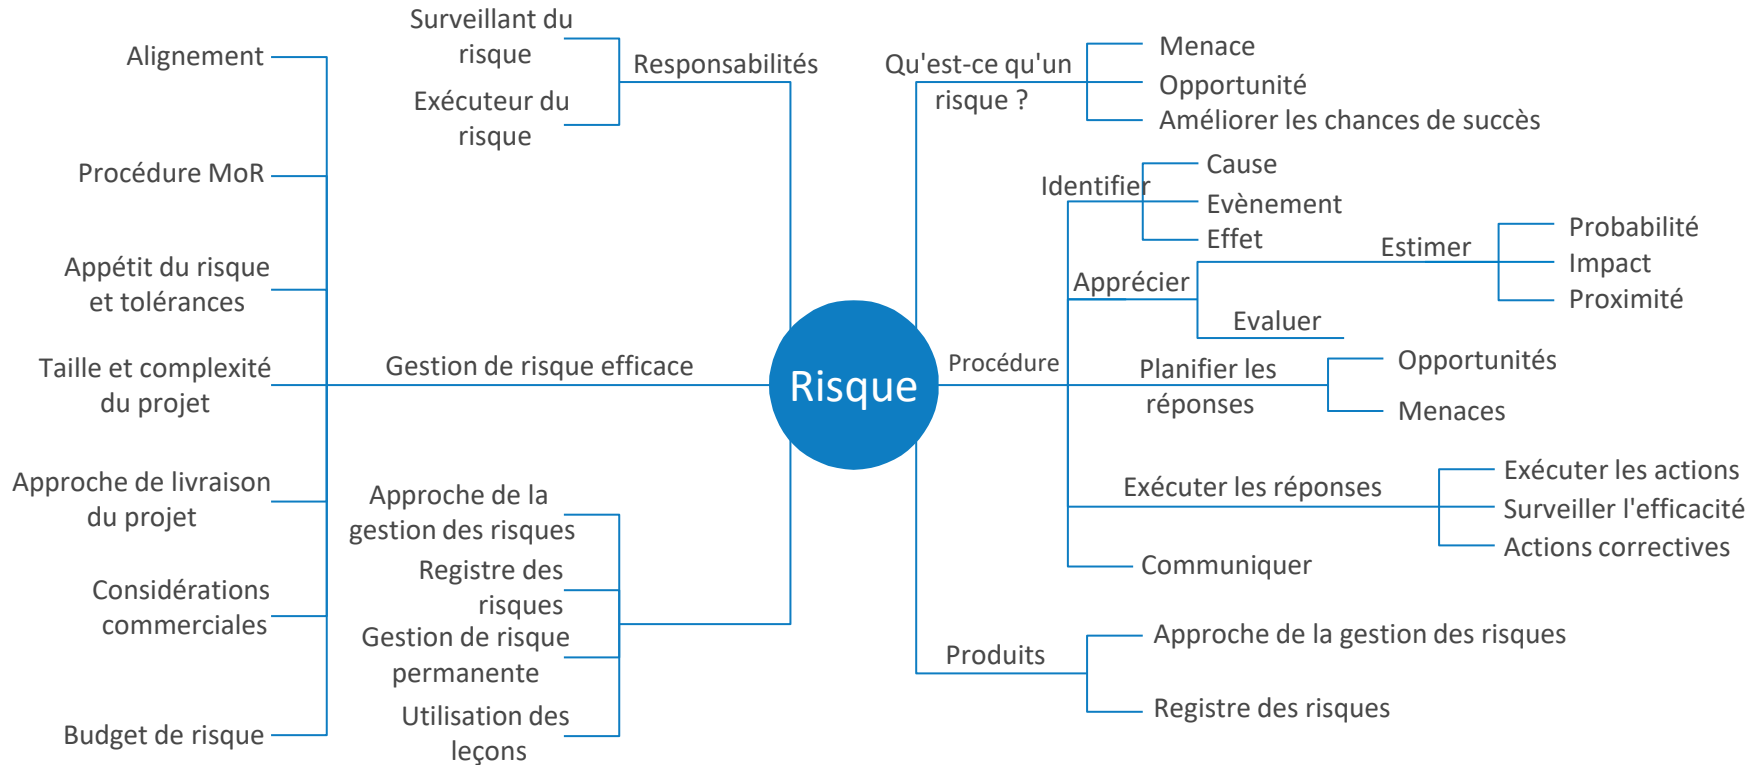 Risque
Qu'est-ce qu'un
risque ?
Menace
Opportunité
Améliorer les chances de succès
Procédure
Identifier
Cause
Evènement
Effet
Apprécier
Estimer
Probabilité
Impact
Proximité
Evaluer
Planifier les
réponses
Opportunités
Menaces
Exécuter les réponses
Exécuter les actions
Surveiller l'efficacité
Actions correctives
Communiquer
Produits
Approche de la gestion des risques
Registre des risques
Responsabilités
Surveillant du
risque
Exécuteur du
risque
Gestion de risque efficace
Alignement
Procédure MoR
Appétit du risque
et tolérances
Taille et complexité
du projet
Approche de livraison
du projet
Considérations
commerciales
Budget de risque
Approche de la
gestion des risques
Registre des
risques
Gestion de risque
permanente
Utilisation des
leçons